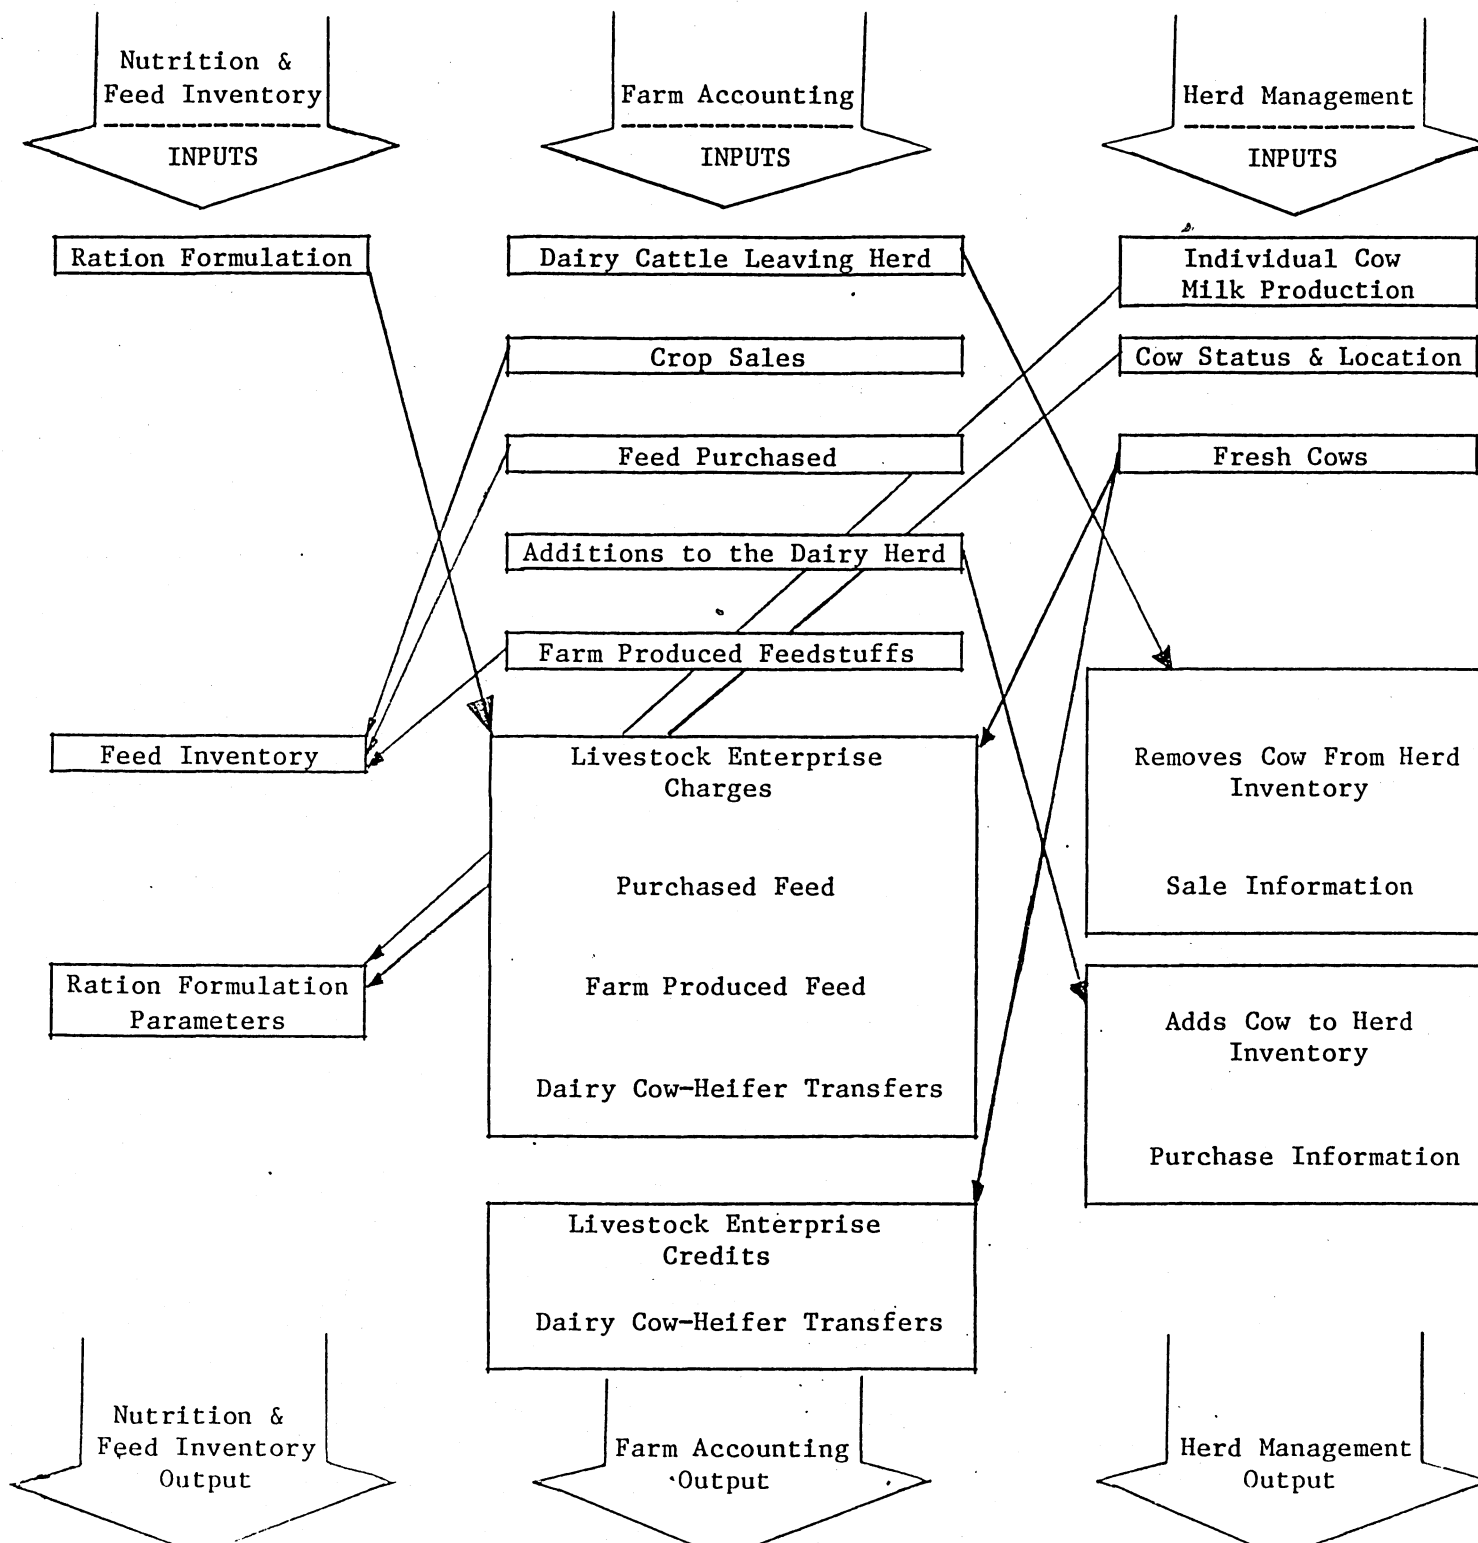 Nutrition &
Feed Inventory
INPUTS
Farm Accounting
INPUTS
Herd Management
INPUTS
Ration Formulation
Dairy Cattle Leaving Herd
Individual Cow
Milk Production
Crop Sales
Cow Status & Location
Feed Purchased
Fresh Cows
Additions to the Dairy Herd
Farm Produced Feedstuffs
Feed Inventory
Livestock Enterprise
Charges
Purchased Feed
Farm Produced Feed
Dairy Cow-Heifer Transfers
Removes Cow From Herd
Inventory
Sale Information
Ration Formulation
Parameters
Adds Cow to Herd
Inventory
Purchase Information
Livestock Enterprise
Credits
Dairy Cow-Heifer Transfers
Nutrition &
Feed Inventory
Output
Farm Accounting
Output
Herd Management
Output